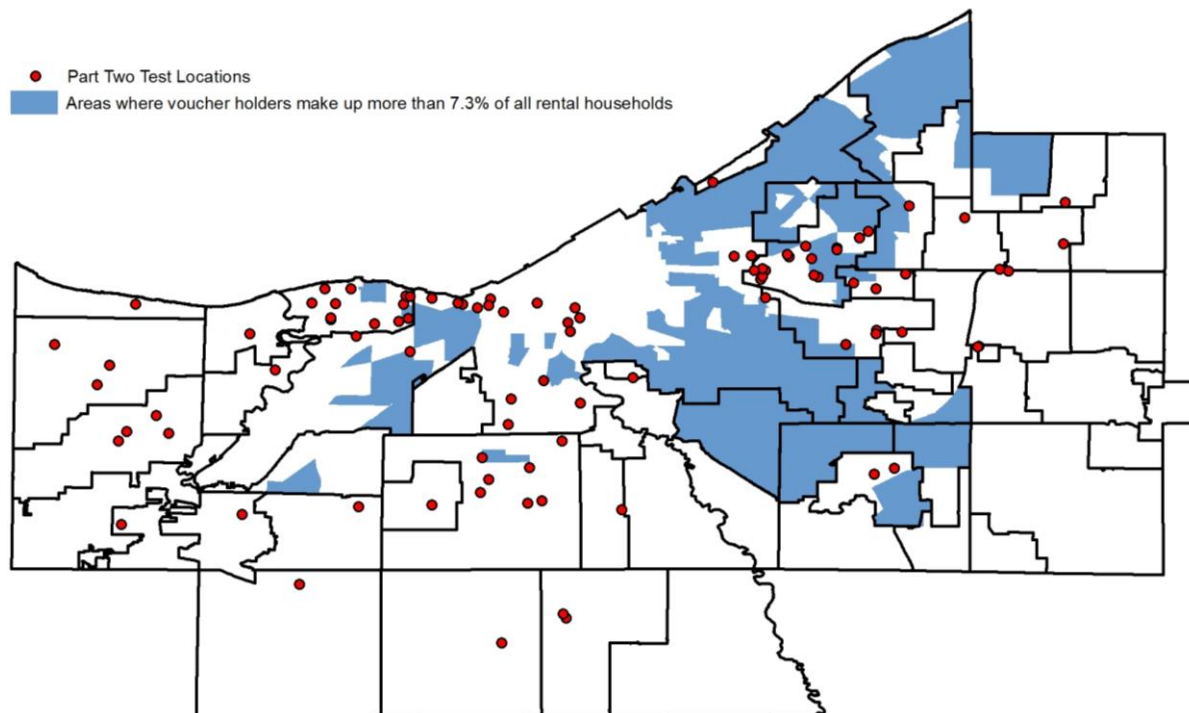 Part Two Test Locations
Areas where voucher holders make up more than 7.3% of all rental households